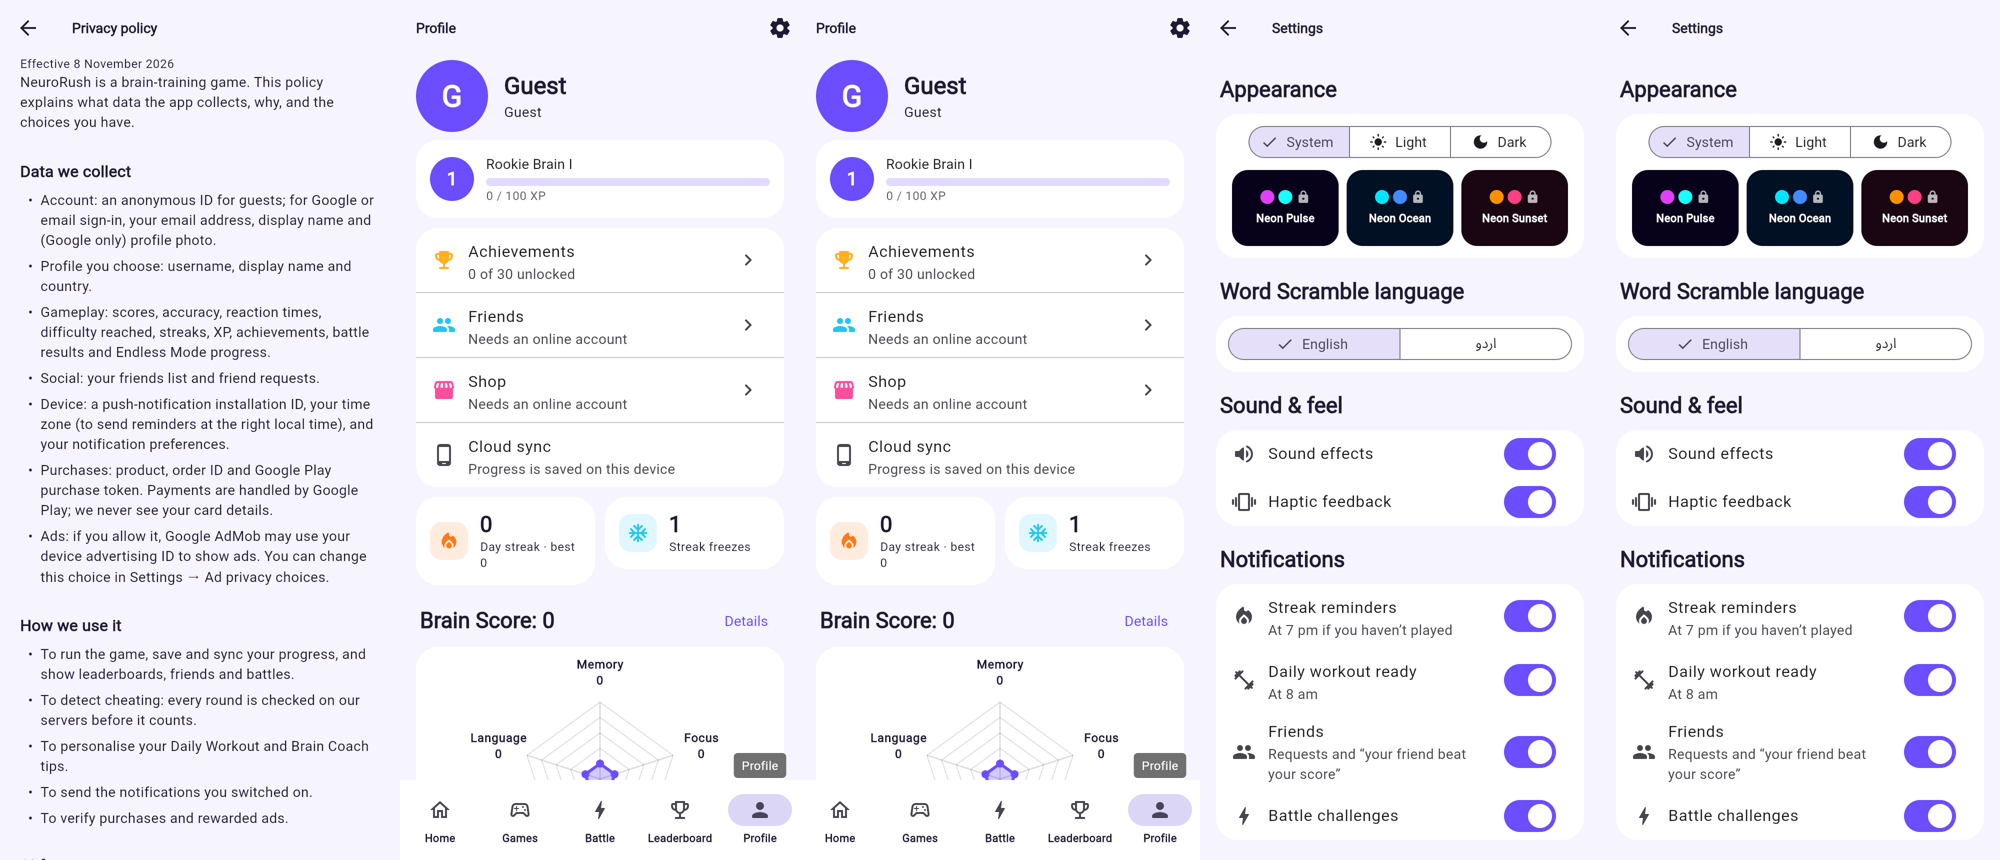 Privacy policy
Effective 8 November 2026
NeuroRush is a brain-training game. This policy
explains what data the app collects, why, and the
choices you have.
Data we collect
• Account: an anonymous ID for guests; for Google or
email sign-in, your email address, display name and
(Google only) profile photo.
• Profile you choose: username, display name and
country.
• Gameplay: scores, accuracy, reaction times,
difficulty reached, streaks, XP, achievements, battle
results and Endless Mode progress.
• Social: your friends list and friend requests.
• Device: a push-notification installation ID, your time
zone (to send reminders at the right local time), and
your notification preferences.
• Purchases: product, order ID and Google Play
purchase token. Payments are handled by Google
Play; we never see your card details.
• Ads: if you allow it, Google AdMob may use your
device advertising ID to show ads. You can change
this choice in Settings → Ad privacy choices.
How we use it
• To run the game, save and sync your progress, and
show leaderboards, friends and battles.
• To detect cheating: every round is checked on our
servers before it counts.
• To personalise your Daily Workout and Brain Coach
tips.
• To send the notifications you switched on.
• To verify purchases and rewarded ads.
Profile
G
Guest
Guest
1
Rookie Brain I
0 / 100 XP
Achievements
0 of 30 unlocked
Friends
Needs an online account
Shop
Needs an online account
Cloud sync
Progress is saved on this device
0
Day streak · best
0
1
Streak freezes
Brain Score: 0
Details
Memory
0
Language
0
Focus
0
Profile
Home
Games
Battle
Leaderboard
Profile
Profile
G
Guest
Guest
1
Rookie Brain I
0 / 100 XP
Achievements
0 of 30 unlocked
Friends
Needs an online account
Shop
Needs an online account
Cloud sync
Progress is saved on this device
0
Day streak · best
0
1
Streak freezes
Brain Score: 0
Details
Memory
0
Language
0
Focus
0
Profile
Home
Games
Battle
Leaderboard
Profile
Settings
Appearance
System
Light
Dark
Neon Pulse
Neon Ocean
Neon Sunset
Word Scramble language
English
اردو
Sound & feel
Sound effects
Haptic feedback
Notifications
Streak reminders
At 7 pm if you haven’t played
Daily workout ready
At 8 am
Friends
Requests and “your friend beat
your score”
Battle challenges
Settings
Appearance
System
Light
Dark
Neon Pulse
Neon Ocean
Neon Sunset
Word Scramble language
English
اردو
Sound & feel
Sound effects
Haptic feedback
Notifications
Streak reminders
At 7 pm if you haven’t played
Daily workout ready
At 8 am
Friends
Requests and “your friend beat
your score”
Battle challenges